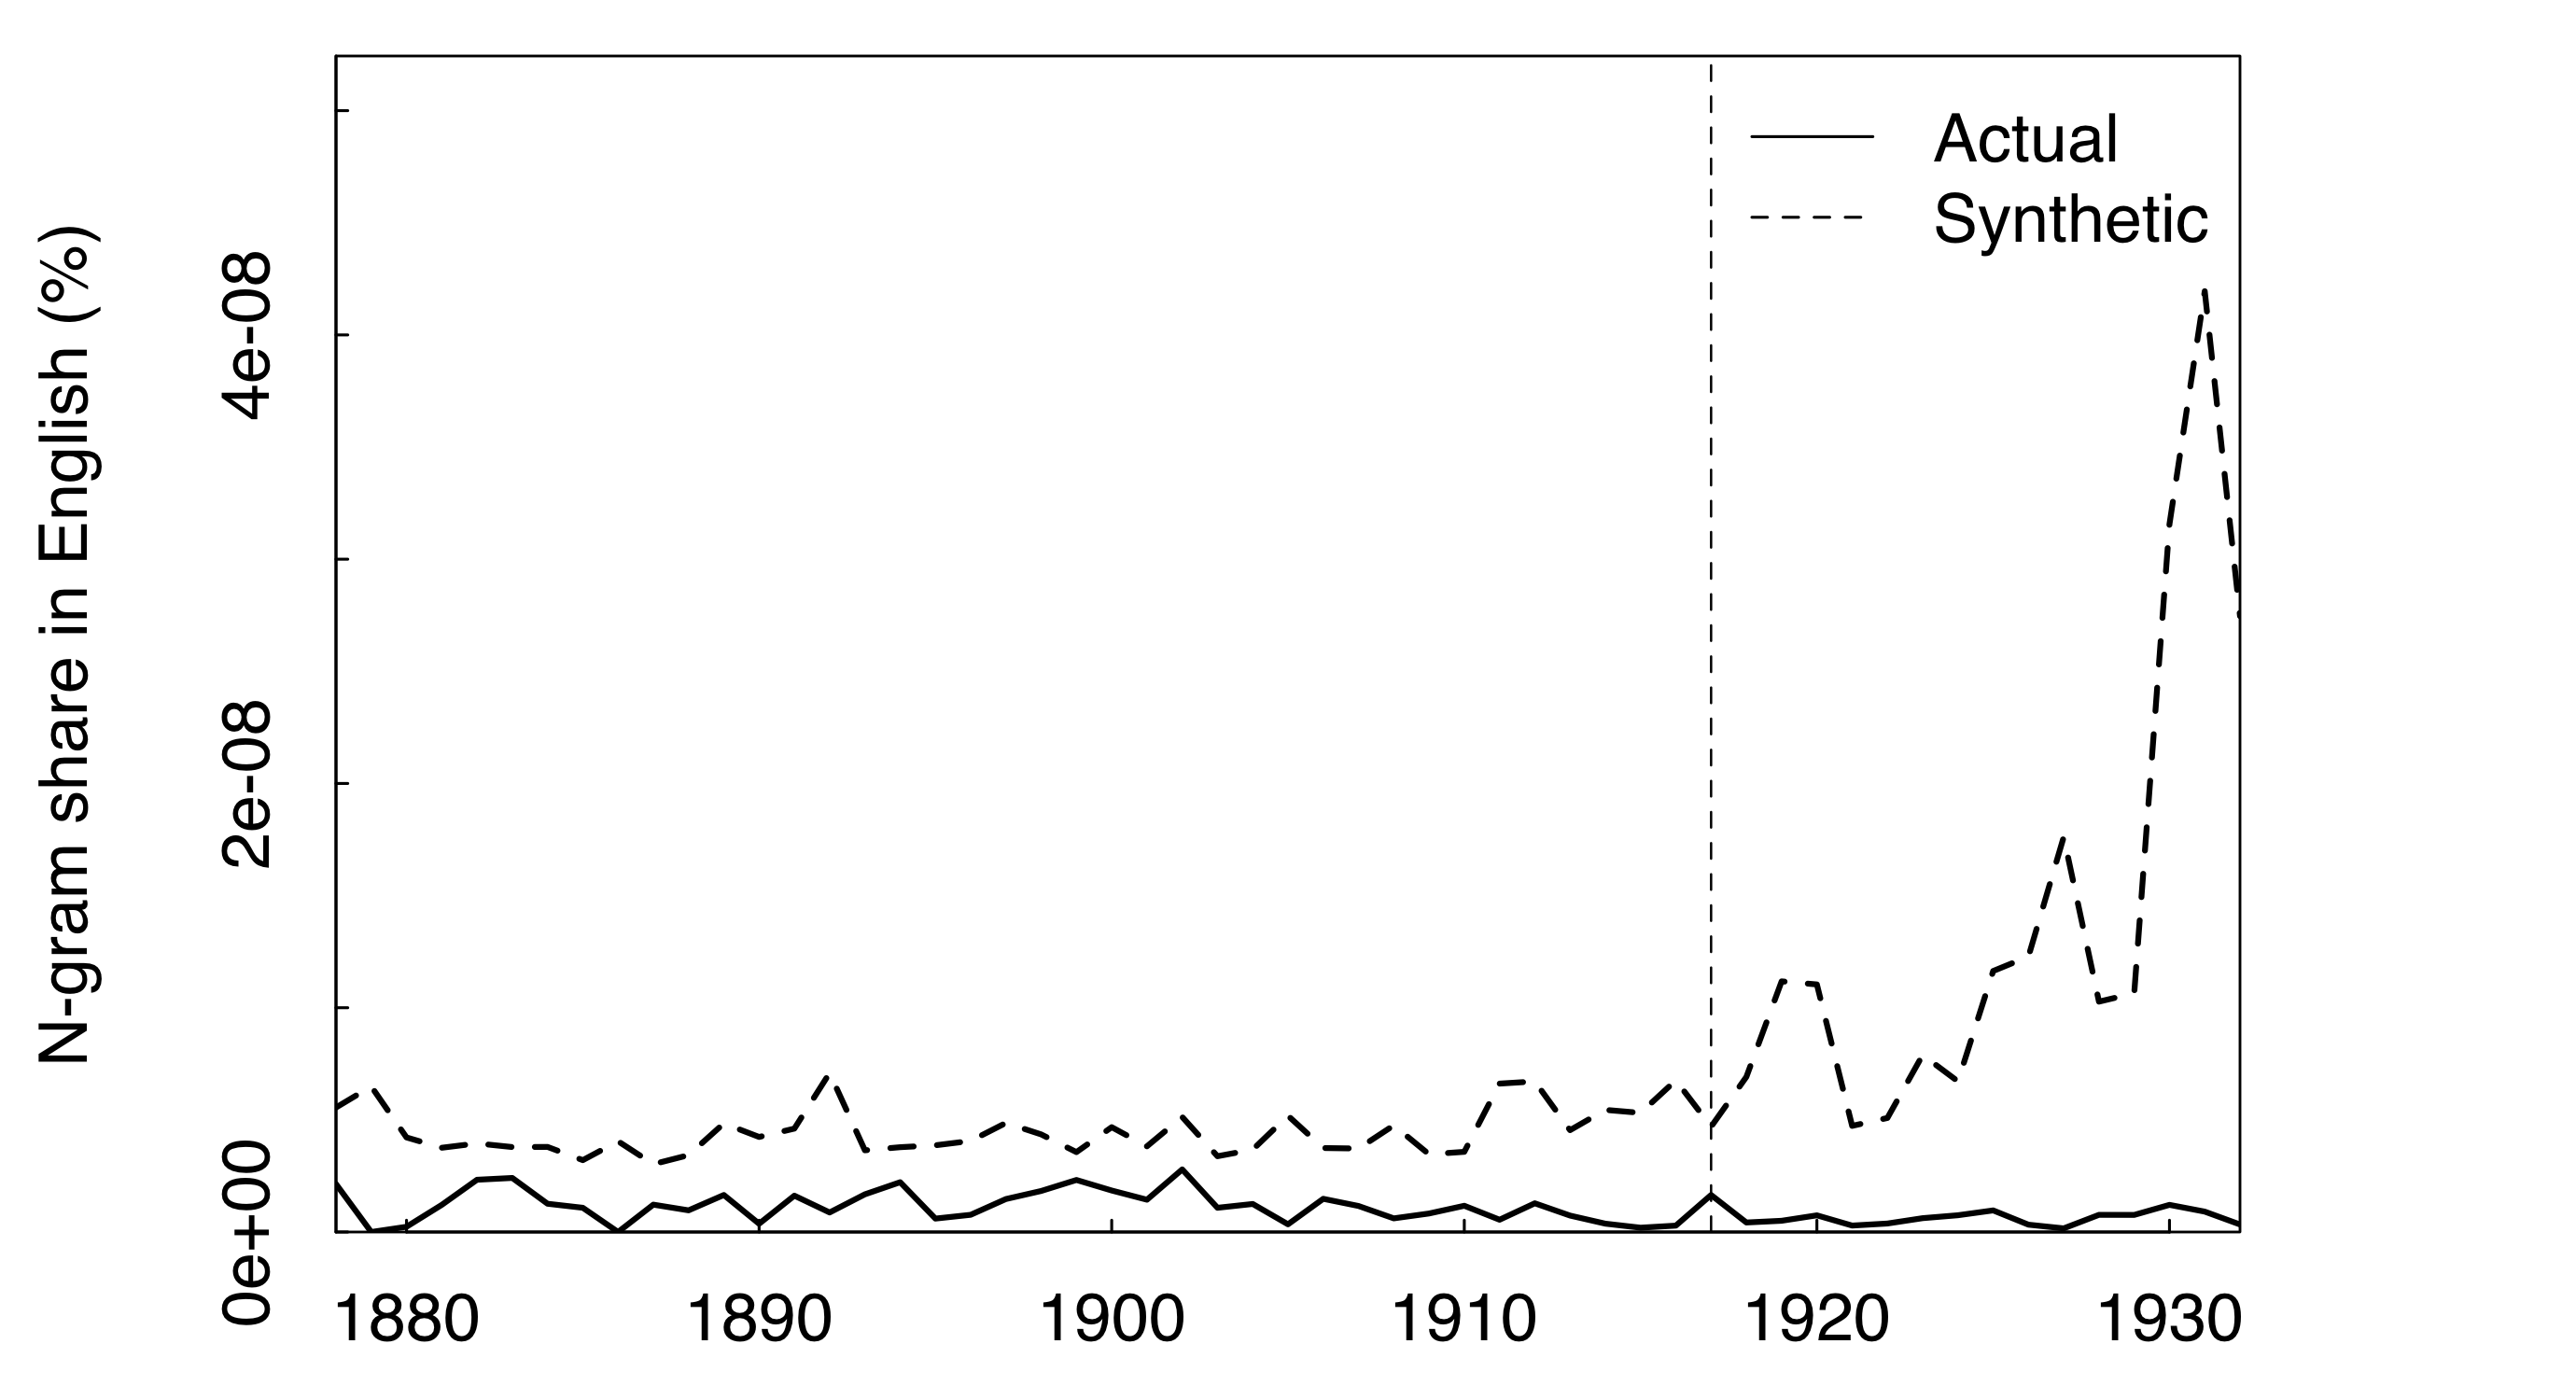 Actual
Synthetic
N-gram share in English (%)
4e-08
2e-08
0e+00
1880 1890 1900 1910 1920 1930